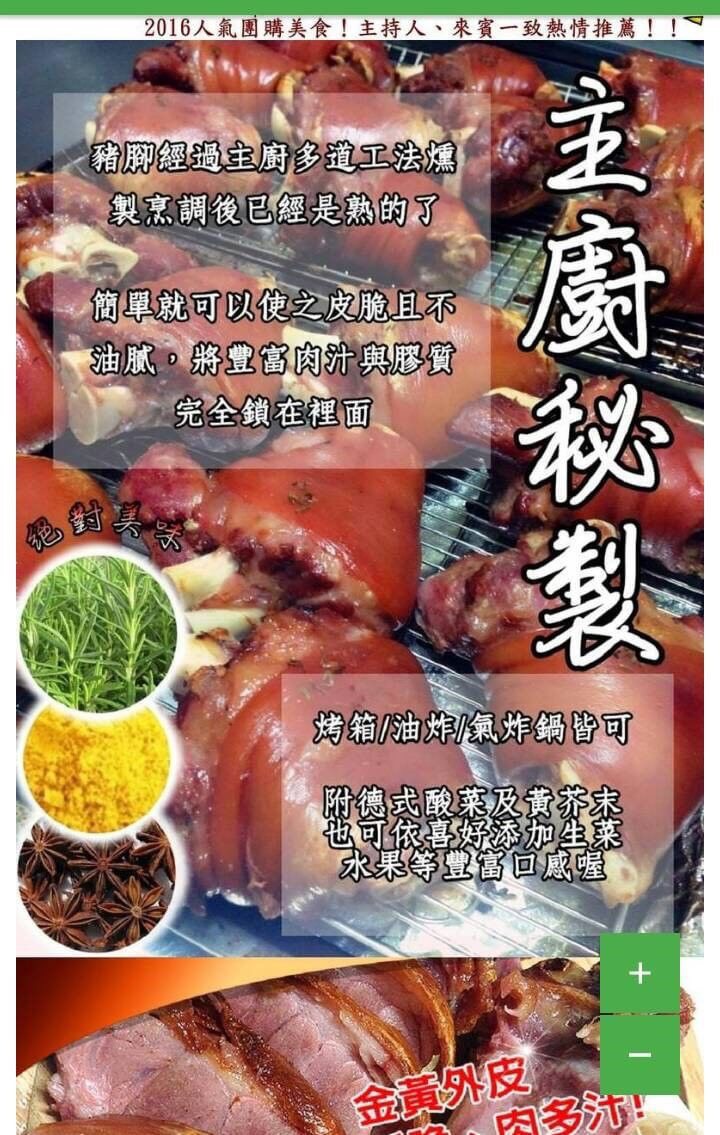 2016人氣團購美食！主持人、來賓一致熱情推薦！！
主廚秘製
豬腳經過主廚多道工法燻
製烹調後已經是熟的了
簡單就可以使之皮脆且不
油膩，將豐富肉汁與膠質
完全鎖在裡面
絕對美味
烤箱/油炸/氣炸鍋皆可
附德式酸菜及黃芥末
也可依喜好添加生菜
水果等豐富口感喔
+
−
金黃外皮
肉多汁!